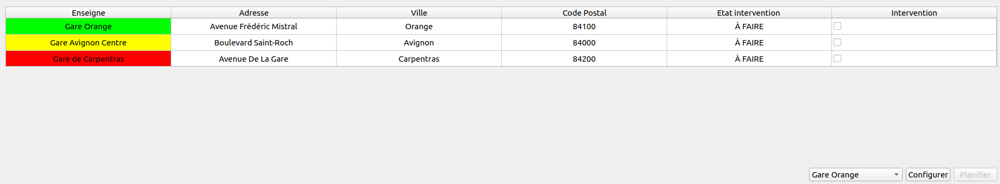 Enseigne Adresse Ville Code Postal Etat intervention Intervention
Gare Orange Avenue Frédéric Mistral Orange 84100 À FAIRE
Gare Avignon Centre Boulevard Saint-Roch Avignon 84000 À FAIRE
Gare de Carpentras Avenue De La Gare Carpentras 84200 À FAIRE
Gare Orange Configurer Planifier